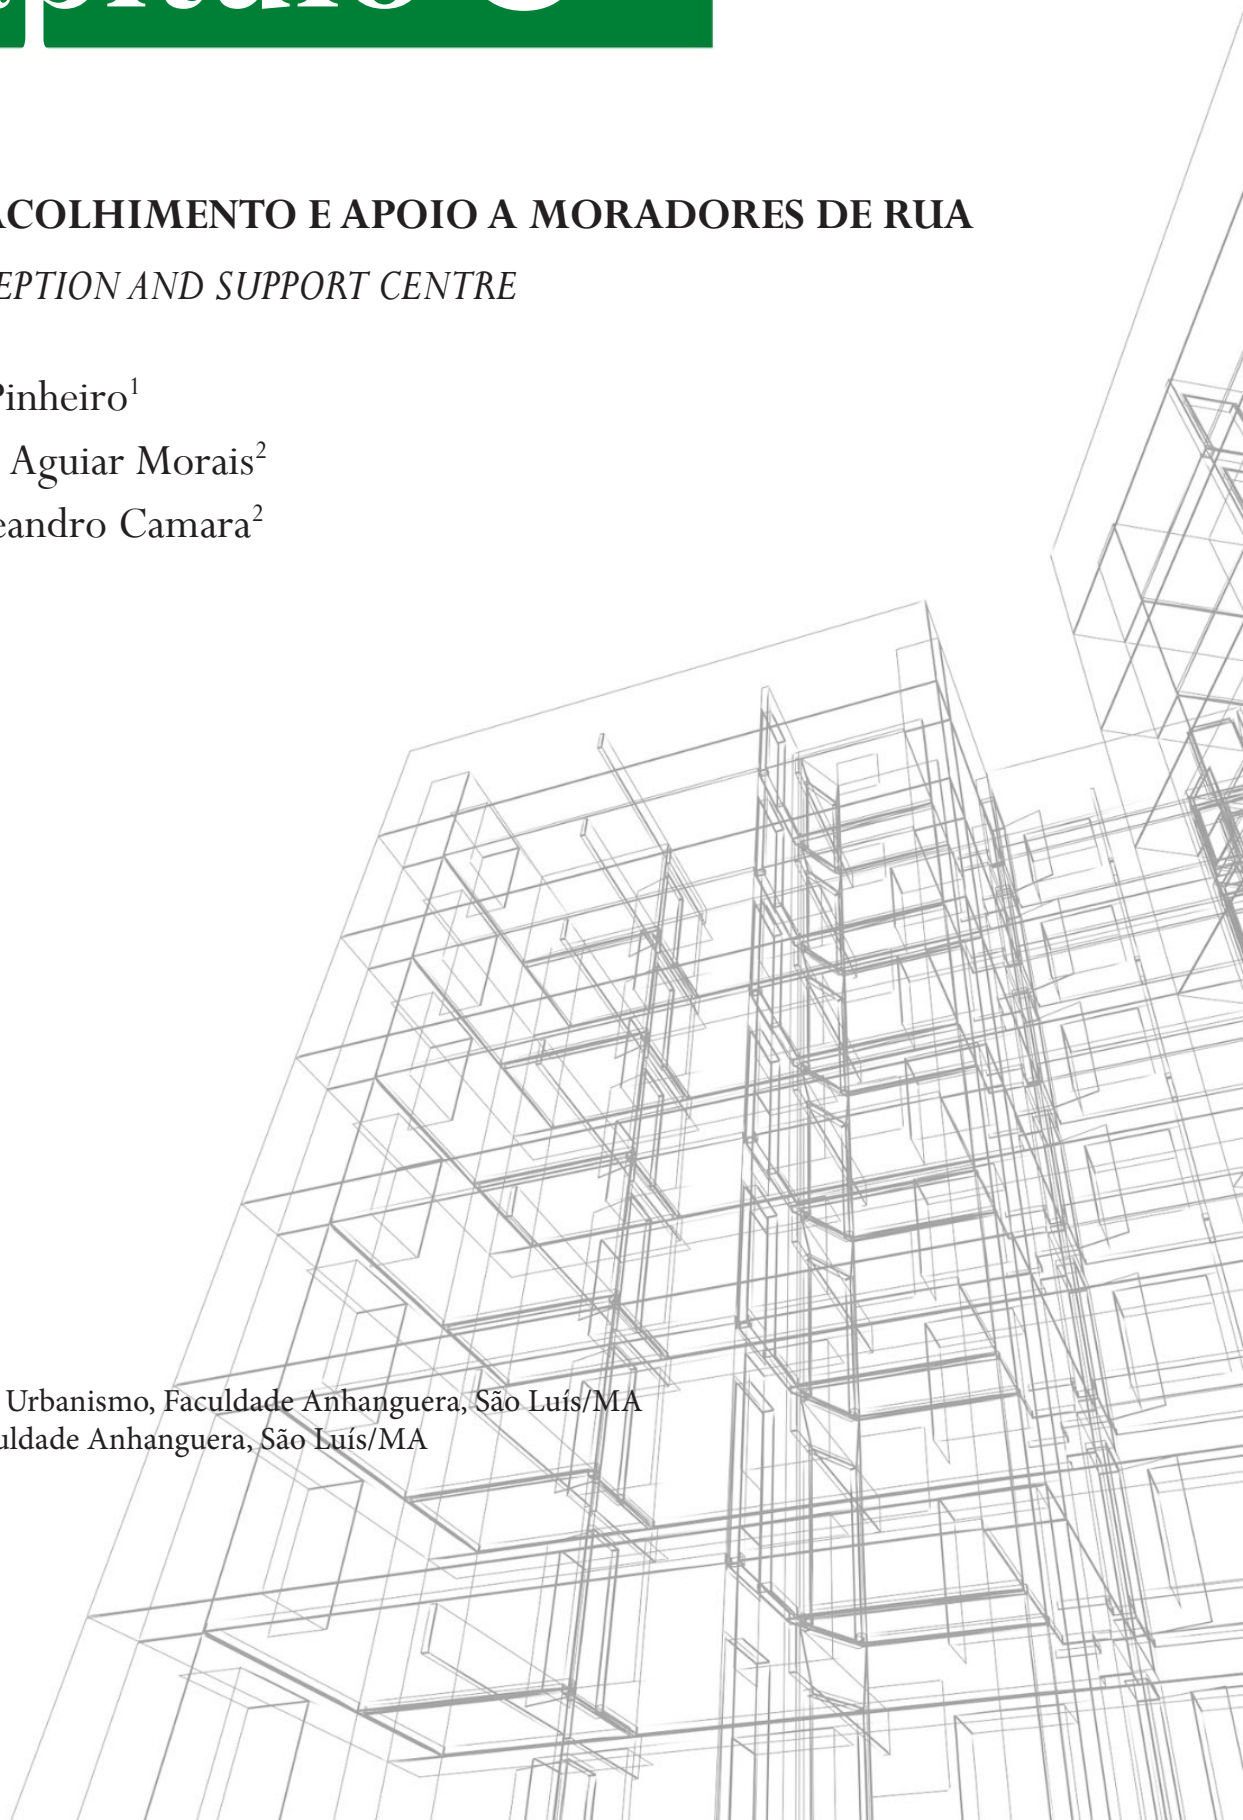 ACOLHIMENTO E APOIO A MORADORES DE RUA
EPTION AND SUPPORT CENTRE
Pinheiro¹
Aguiar Morais²
eandro Camara²
Urbanismo, Faculdade Anhanguera, São Luís/MA
uldade Anhanguera, São Luís/MA